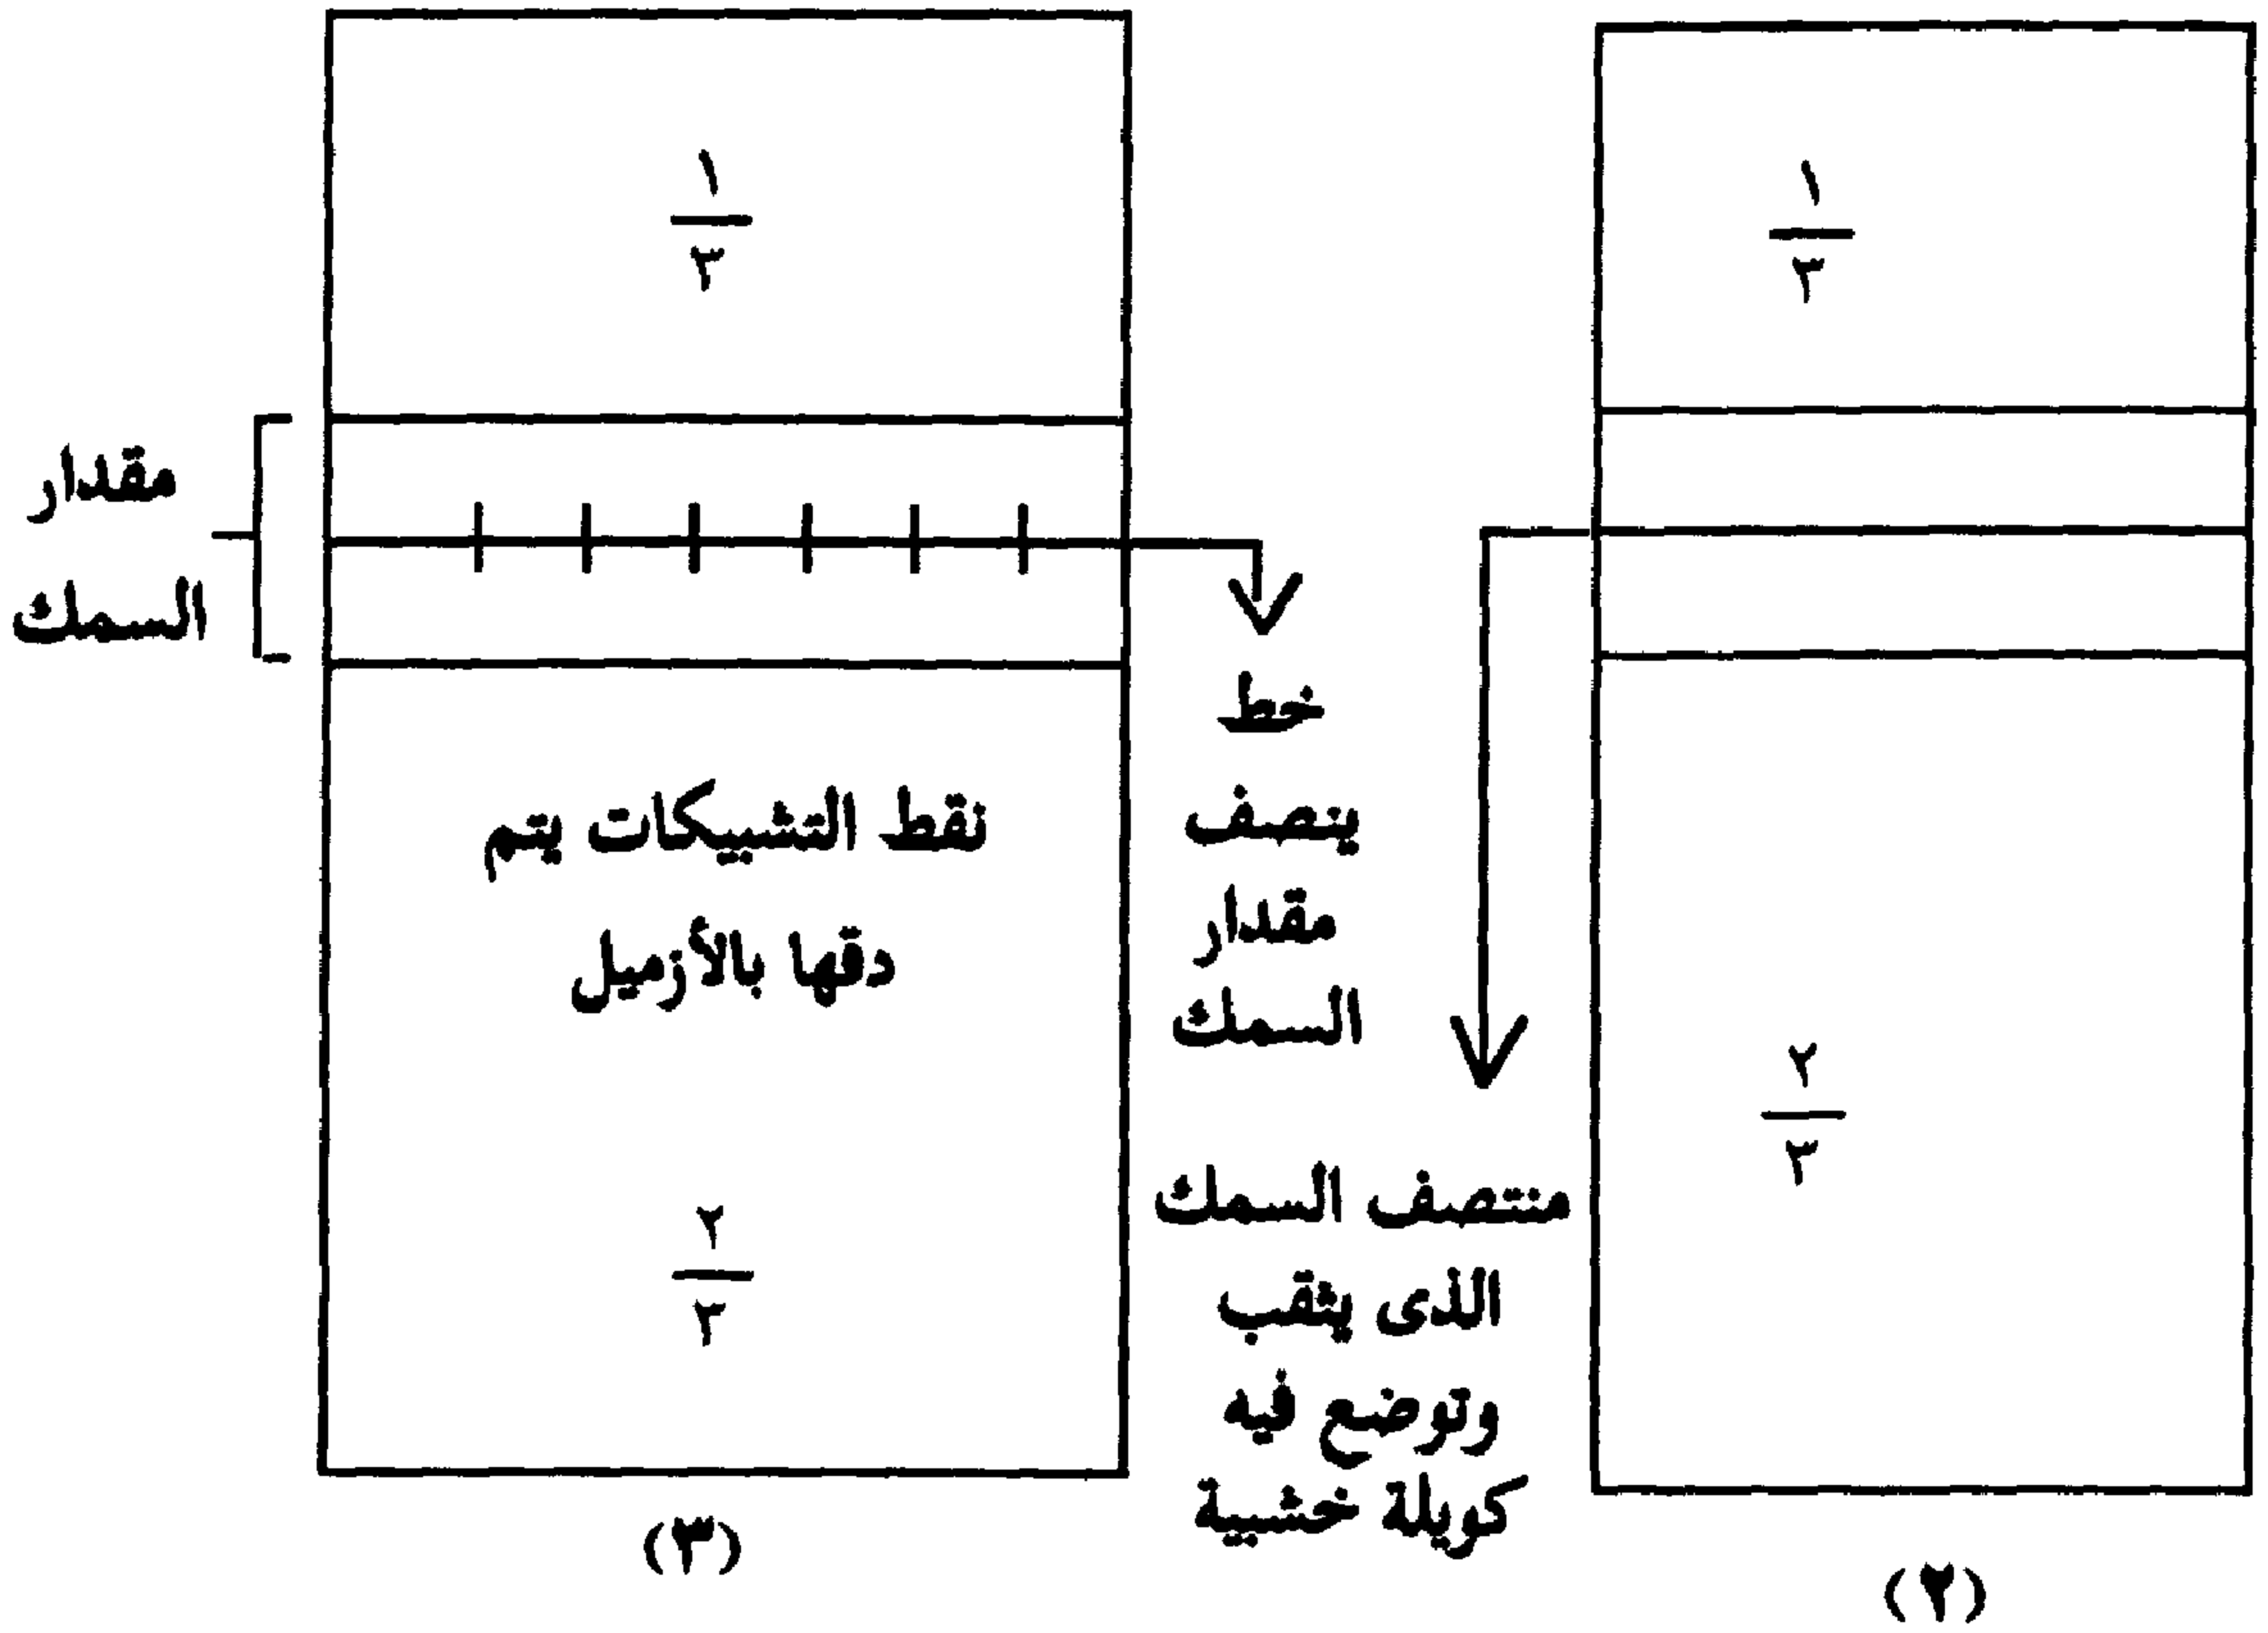 ١
٣
٢
٣
(٢)
خط
ينصف
مقدار
السمك
منتصف السمك
الذى يثقب
وتوضع فيه
كويلة خشبية
١
٣
نقط التشبيكات يتم
دقها بالأزميل
٢
٣
(٣)
مقدار
السمك